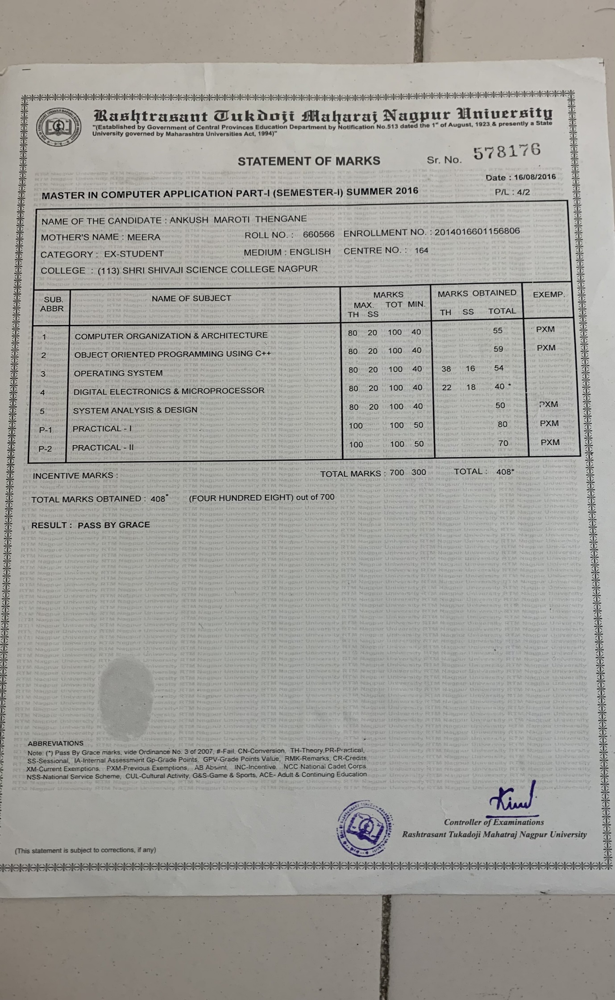 Rashtrasant Tukdoji Maharaj Nagpur University
"(Established by Government of Central Provinces Education Department by Notification No.513 dated the 1st of August, 1923 & presently a State
University governed by Maharashtra Universities Act, 1994)"
STATEMENT OF MARKS Sr. No. 578176
Date : 16/08/2016
MASTER IN COMPUTER APPLICATION PART-I (SEMESTER-I) SUMMER 2016 P/L : 4/2
NAME OF THE CANDIDATE : ANKUSH MAROTI THENGANE
MOTHER'S NAME : MEERA ROLL NO. : 660566 ENROLLMENT NO. : 2014016601156806
CATEGORY : EX-STUDENT MEDIUM : ENGLISH CENTRE NO. : 164
COLLEGE : (113) SHRI SHIVAJI SCIENCE COLLEGE NAGPUR
SUB. NAME OF SUBJECT MARKS MARKS OBTAINED EXEMP.
ABBR MAX. TOT MIN.
TH SS TH SS TOTAL
1 COMPUTER ORGANIZATION & ARCHITECTURE 80 20 100 40 55 PXM
2 OBJECT ORIENTED PROGRAMMING USING C++ 80 20 100 40 59 PXM
3 OPERATING SYSTEM 80 20 100 40 38 16 54
4 DIGITAL ELECTRONICS & MICROPROCESSOR 80 20 100 40 22 18 40 *
5 SYSTEM ANALYSIS & DESIGN 80 20 100 40 50 PXM
P-1 PRACTICAL - I 100 100 50 80 PXM
P-2 PRACTICAL - II 100 100 50 70 PXM
INCENTIVE MARKS : TOTAL MARKS : 700 300 TOTAL : 408*
TOTAL MARKS OBTAINED : 408* (FOUR HUNDRED EIGHT) out of 700
RESULT : PASS BY GRACE
ABBREVIATIONS
Note: (*) Pass By Grace marks, vide Ordinance No. 3 of 2007, #-Fail, CN-Conversion, TH-Theory,PR-Practical,
SS-Sessional, IA-Internal Assessment Gp-Grade Points, GPV-Grade Points Value, RMK-Remarks, CR-Credits,
XM-Current Exemptions, PXM-Previous Exemptions, AB Absent, INC-Incentive. NCC National Cadet Corps
NSS-National Service Scheme, CUL-Cultural Activity, G&S-Game & Sports, ACE- Adult & Continuing Education
Controller of Examinations
Rashtrasant Tukadoji Mahatraj Nagpur University
(This statement is subject to corrections, if any)